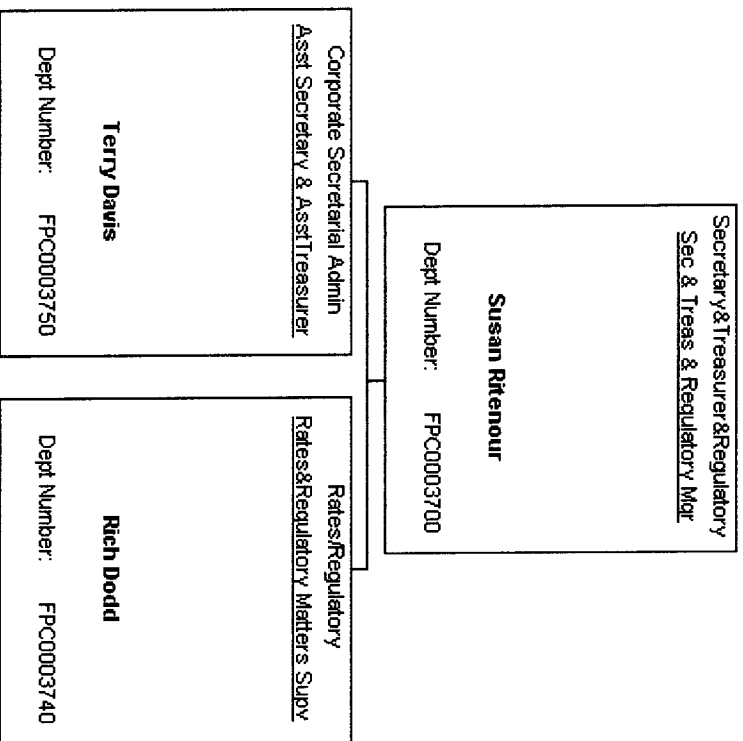 Secretary&Treasurer&Regulatory
Sec & Treas & Regulatory Mgr
Susan Ritenour
Dept Number: FPC0003700
Corporate Secretarial Admin
Asst Secretary & AsstTreasurer
Terry Davis
Dept Number: FPC0003750
Rates/Regulatory
Rates&Regulatory Matters Supv
Rich Dodd
Dept Number: FPC0003740